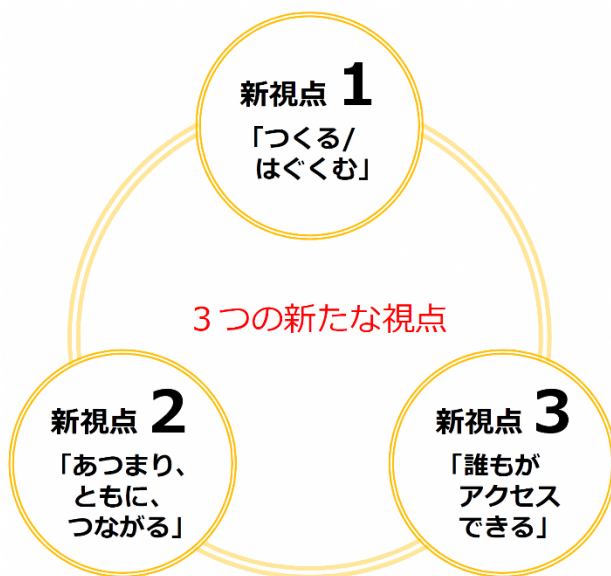 新視点 1
「つくる/
はぐくむ」
３つの新たな視点
新視点 2
「あつまり、
ともに、
つながる」
新視点 3
「誰もが
アクセス
できる」